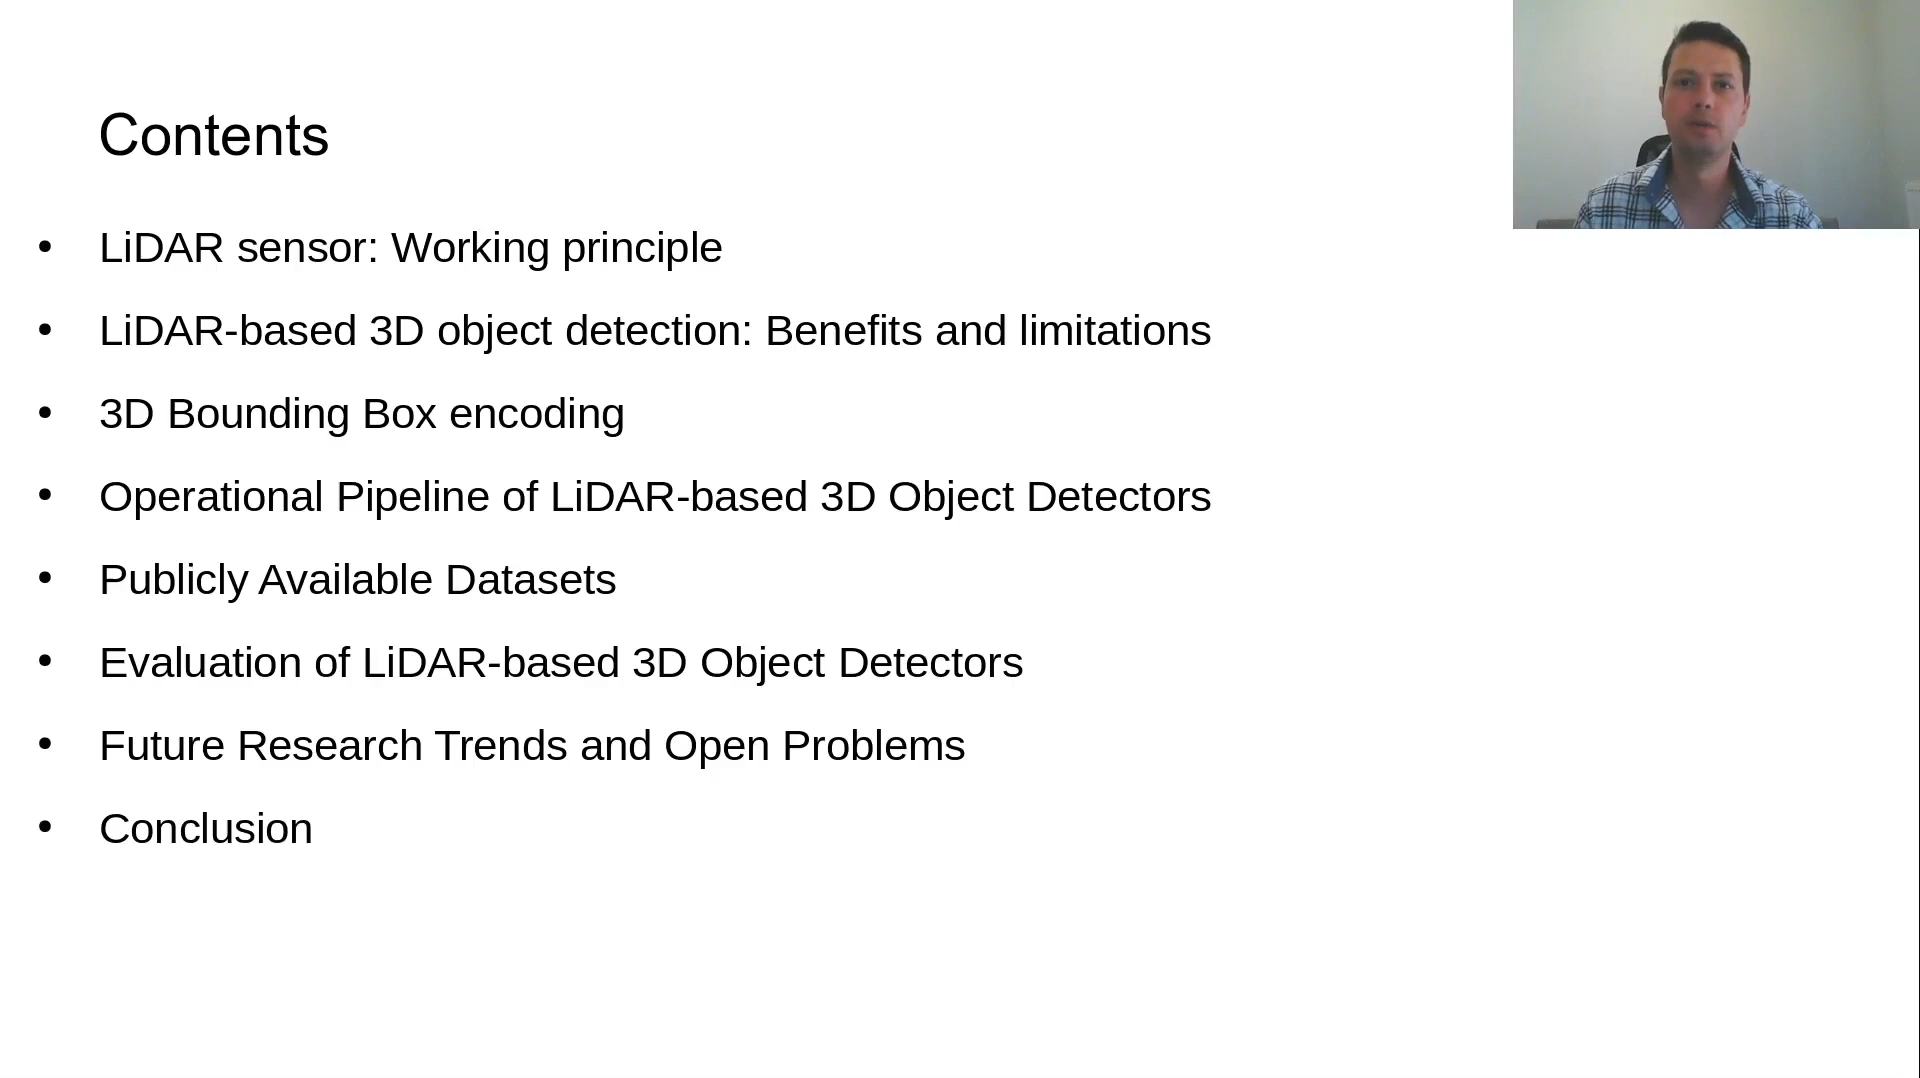 Contents
• LiDAR sensor: Working principle
• LiDAR-based 3D object detection: Benefits and limitations
• 3D Bounding Box encoding
• Operational Pipeline of LiDAR-based 3D Object Detectors
• Publicly Available Datasets
• Evaluation of LiDAR-based 3D Object Detectors
• Future Research Trends and Open Problems
• Conclusion